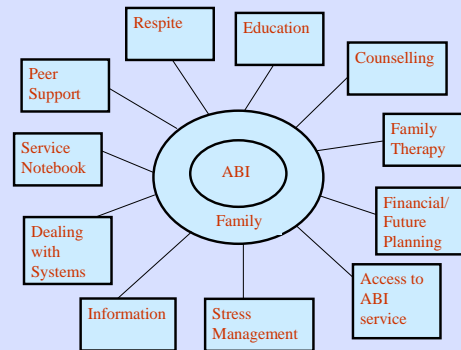 Respite
Education
Counselling
Peer
Support
Family
Therapy
Service
Notebook
ABI
Family
Financial/
Future
Planning
Dealing
with
Systems
Access to
ABI
service
Information
Stress
Management